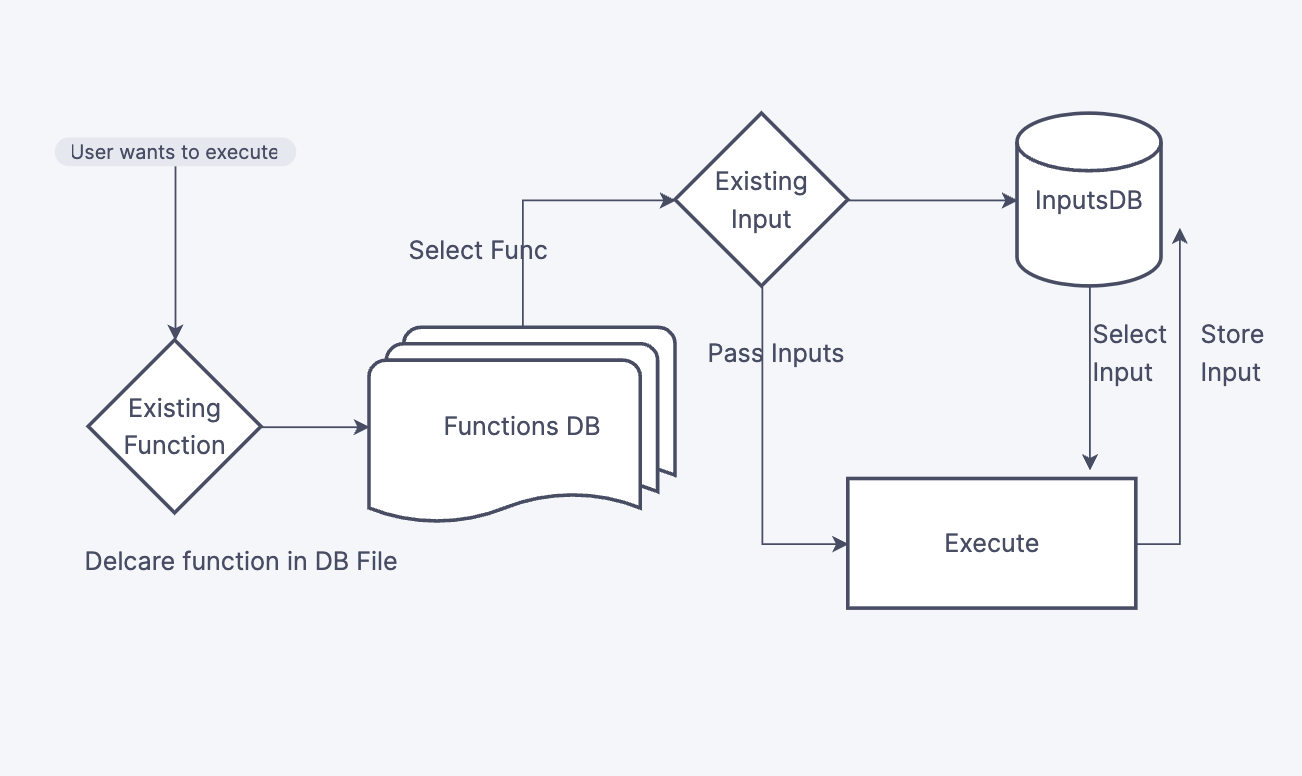 User wants to execute
Existing
Function
Delcare function in DB File
Functions DB
Select Func
Existing
Input
Pass Inputs
InputsDB
Select
Input
Store
Input
Execute